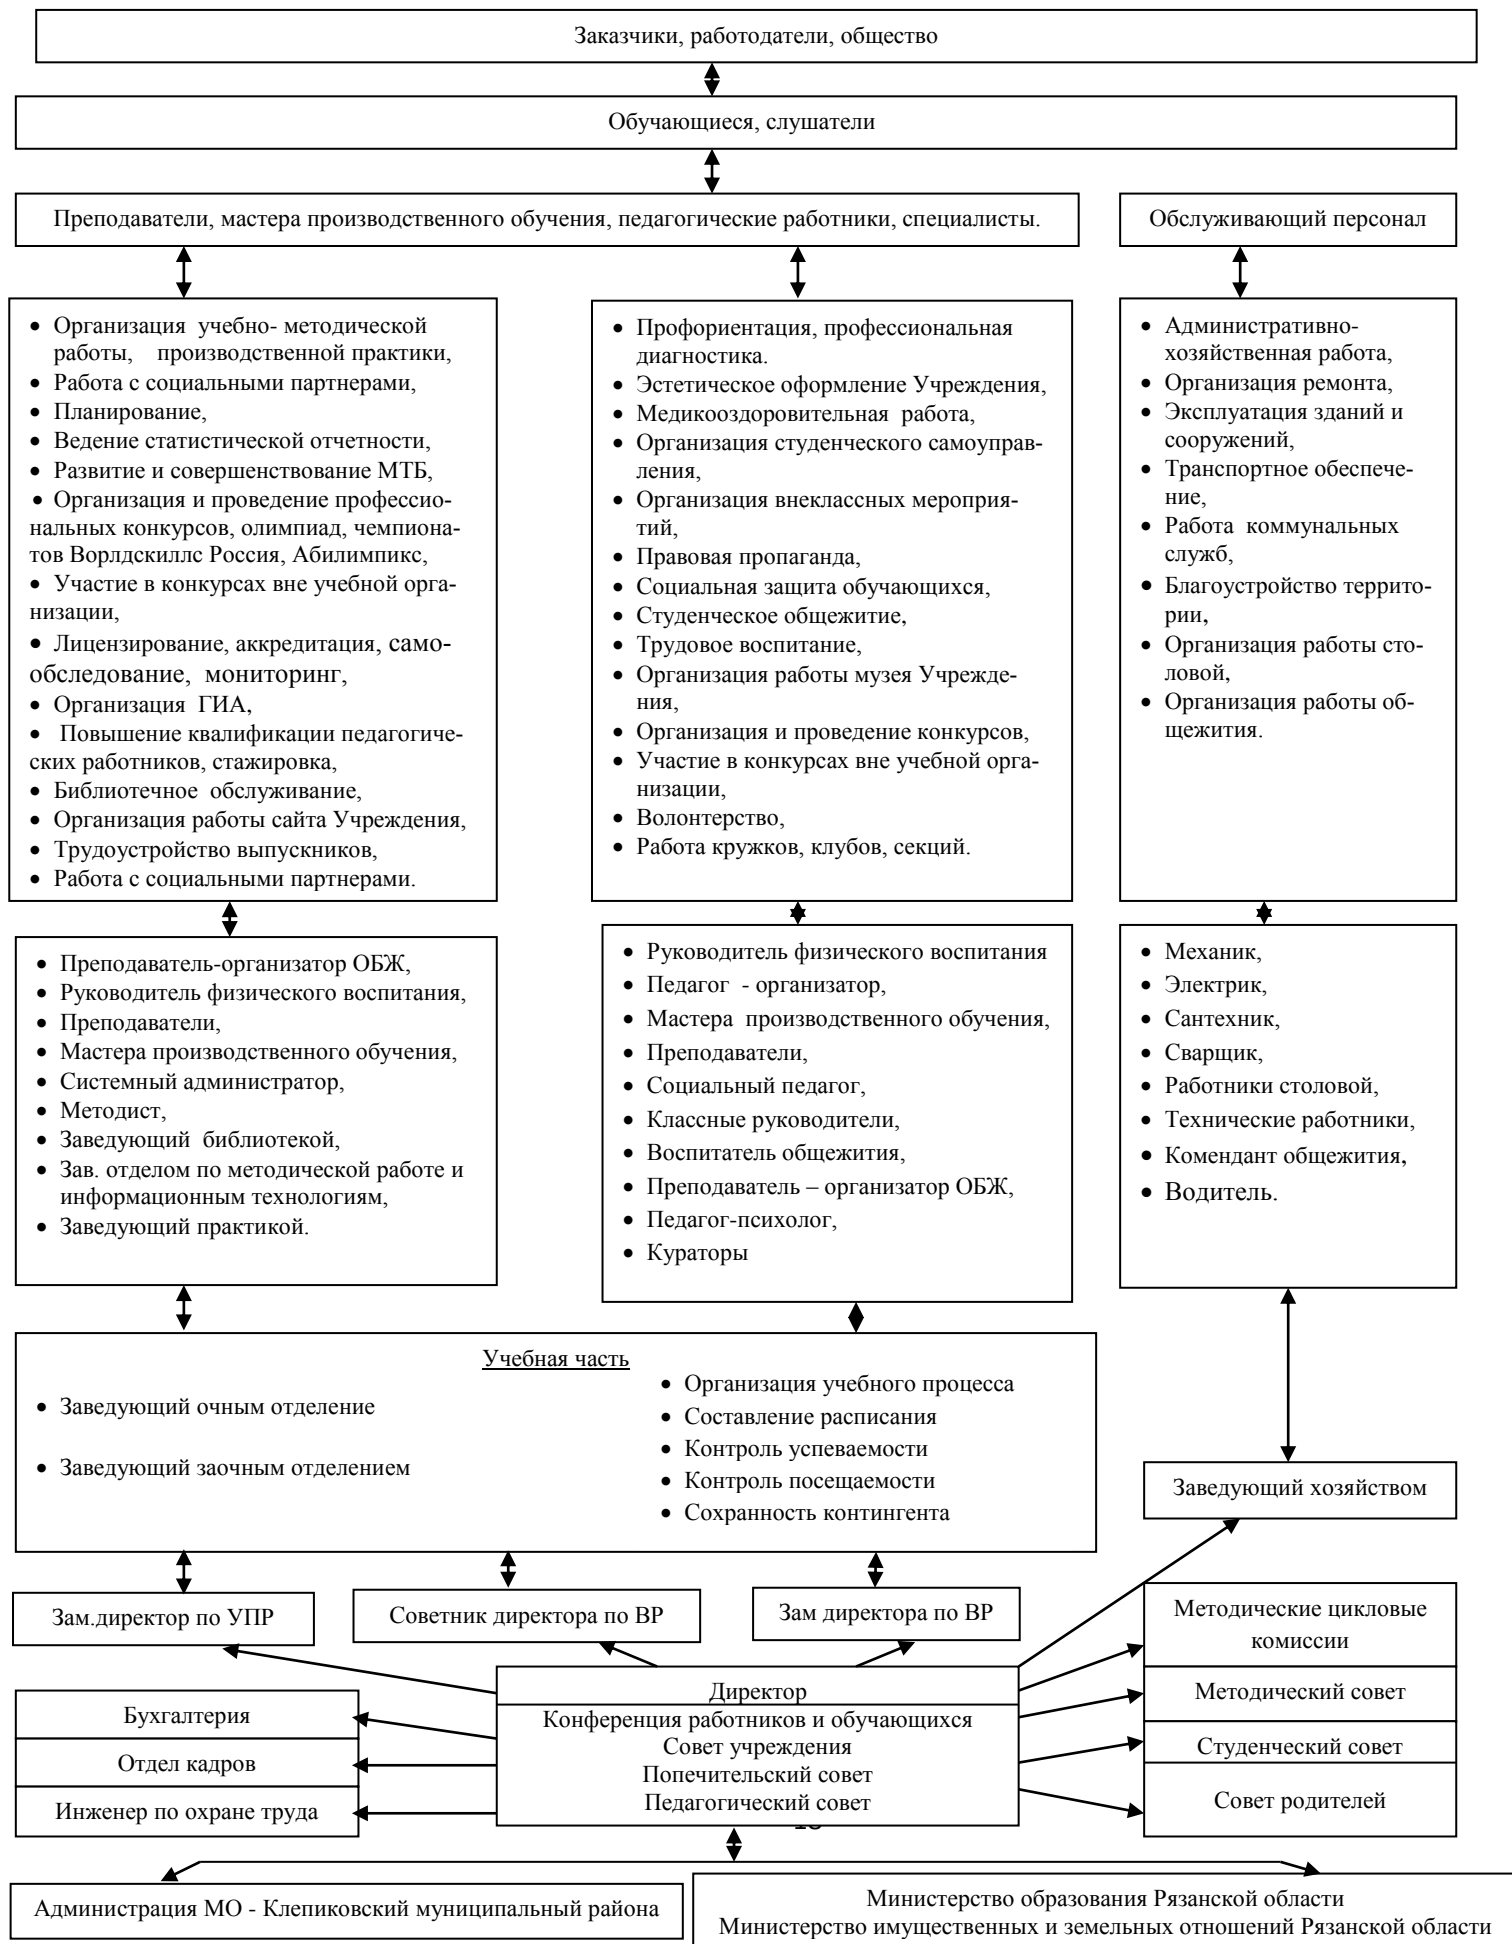 Заказчики, работодатели, общество
Обучающиеся, слушатели
Преподаватели, мастера производственного обучения, педагогические работники, специалисты.
Обслуживающий персонал
• Организация учебно- методической
работы, производственной практики,
• Работа с социальными партнерами,
• Планирование,
• Ведение статистической отчетности,
• Развитие и совершенствование МТБ,
• Организация и проведение профессио-
нальных конкурсов, олимпиад, чемпиона-
тов Ворлдскиллс Россия, Абилимпикс,
• Участие в конкурсах вне учебной орга-
низации,
• Лицензирование, аккредитация, само-
обследование, мониторинг,
• Организация ГИА,
• Повышение квалификации педагогиче-
ских работников, стажировка,
• Библиотечное обслуживание,
• Организация работы сайта Учреждения,
• Трудоустройство выпускников,
• Работа с социальными партнерами.
• Профориентация, профессиональная
диагностика.
• Эстетическое оформление Учреждения,
• Медикооздоровительная работа,
• Организация студенческого самоуправ-
ления,
• Организация внеклассных мероприя-
тий,
• Правовая пропаганда,
• Социальная защита обучающихся,
• Студенческое общежитие,
• Трудовое воспитание,
• Организация работы музея Учрежде-
ния,
• Организация и проведение конкурсов,
• Участие в конкурсах вне учебной орга-
низации,
• Волонтерство,
• Работа кружков, клубов, секций.
• Административно-
хозяйственная работа,
• Организация ремонта,
• Эксплуатация зданий и
сооружений,
• Транспортное обеспече-
ние,
• Работа коммунальных
служб,
• Благоустройство террито-
рии,
• Организация работы сто-
ловой,
• Организация работы об-
щежития.
• Преподаватель-организатор ОБЖ,
• Руководитель физического воспитания,
• Преподаватели,
• Мастера производственного обучения,
• Системный администратор,
• Методист,
• Заведующий библиотекой,
• Зав. отделом по методической работе и
информационным технологиям,
• Заведующий практикой.
• Руководитель физического воспитания
• Педагог - организатор,
• Мастера производственного обучения,
• Преподаватели,
• Социальный педагог,
• Классные руководители,
• Воспитатель общежития,
• Преподаватель – организатор ОБЖ,
• Педагог-психолог,
• Кураторы
• Механик,
• Электрик,
• Сантехник,
• Сварщик,
• Работники столовой,
• Технические работники,
• Комендант общежития,
• Водитель.
Учебная часть
• Заведующий очным отделение
• Заведующий заочным отделением
• Организация учебного процесса
• Составление расписания
• Контроль успеваемости
• Контроль посещаемости
• Сохранность контингента
Заведующий хозяйством
Зам.директор по УПР
Советник директора по ВР
Зам директора по ВР
Методические цикловые
комиссии
Методический совет
Студенческий совет
Совет родителей
Бухгалтерия
Отдел кадров
Инженер по охране труда
Директор
Конференция работников и обучающихся
Совет учреждения
Попечительский совет
Педагогический совет
Администрация МО - Клепиковский муниципальный района
Министерство образования Рязанской области
Министерство имущественных и земельных отношений Рязанской области